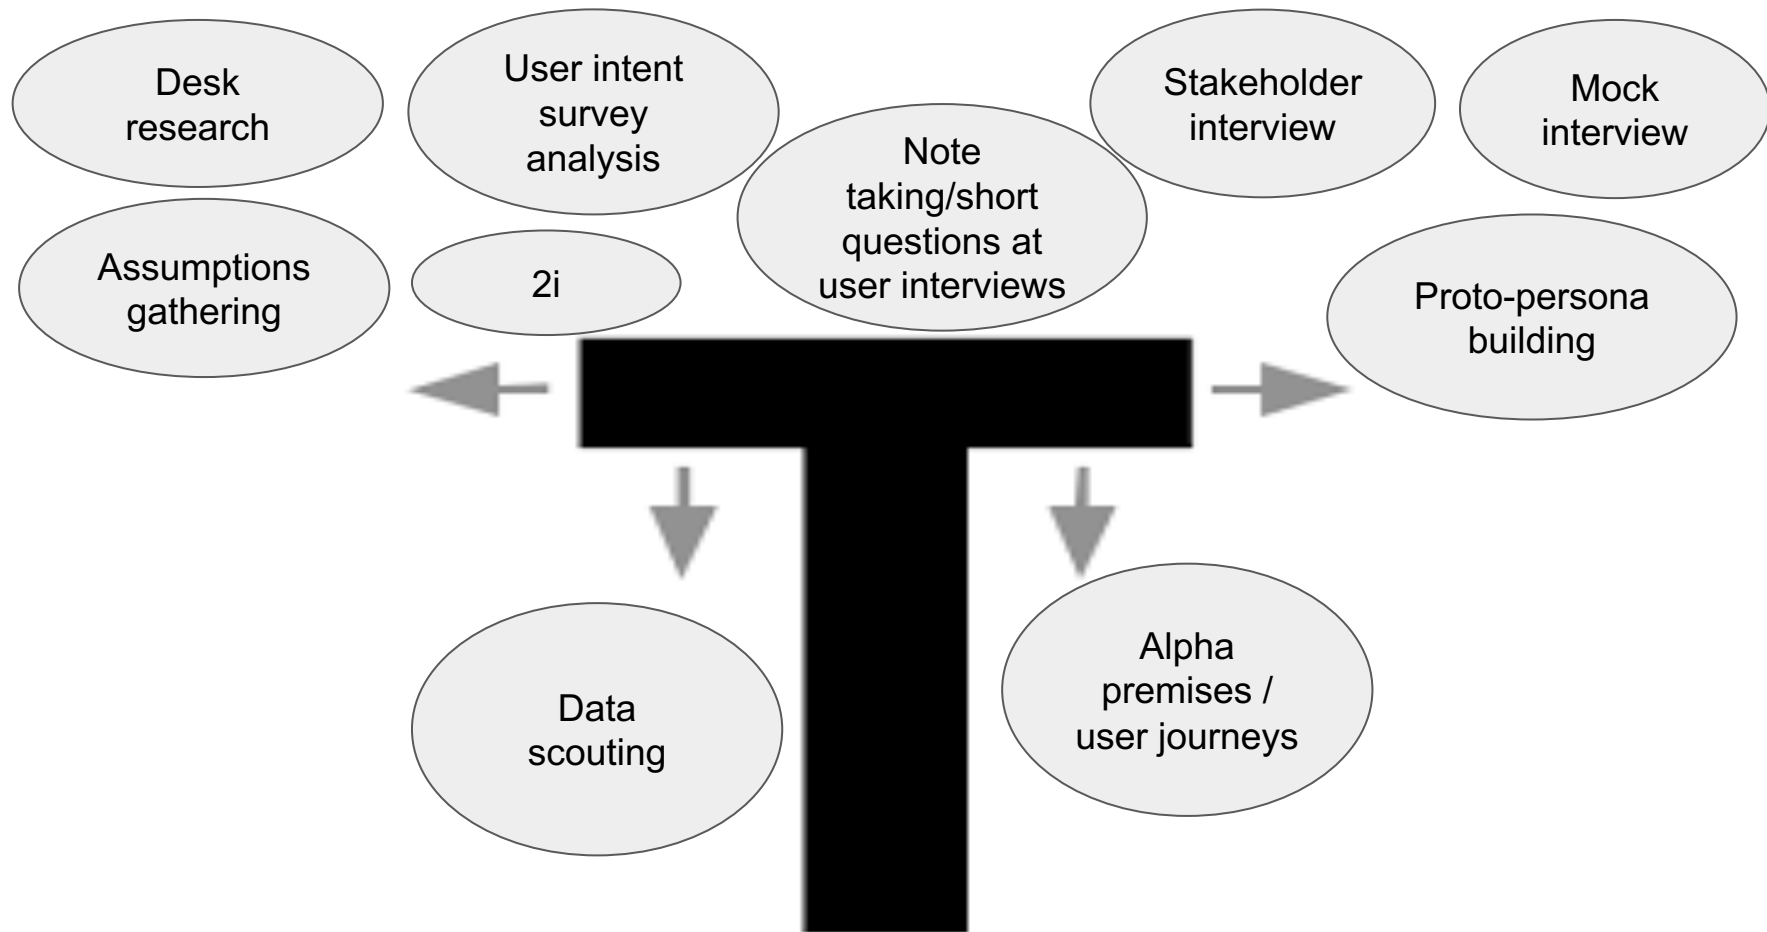 Desk
research
User intent
survey
analysis
Note
taking/short
questions at
user interviews
Stakeholder
interview
Mock
interview
Assumptions
gathering
2i
Proto-persona
building
Data
scouting
Alpha
premises /
user journeys